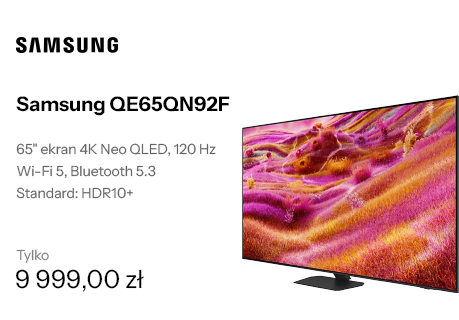 SAMSUNG
Samsung QE65QN92F
65" ekran 4K Neo QLED, 120 Hz
Wi-Fi 5, Bluetooth 5.3
Standard: HDR10+
Tylko
9 999,00 zł